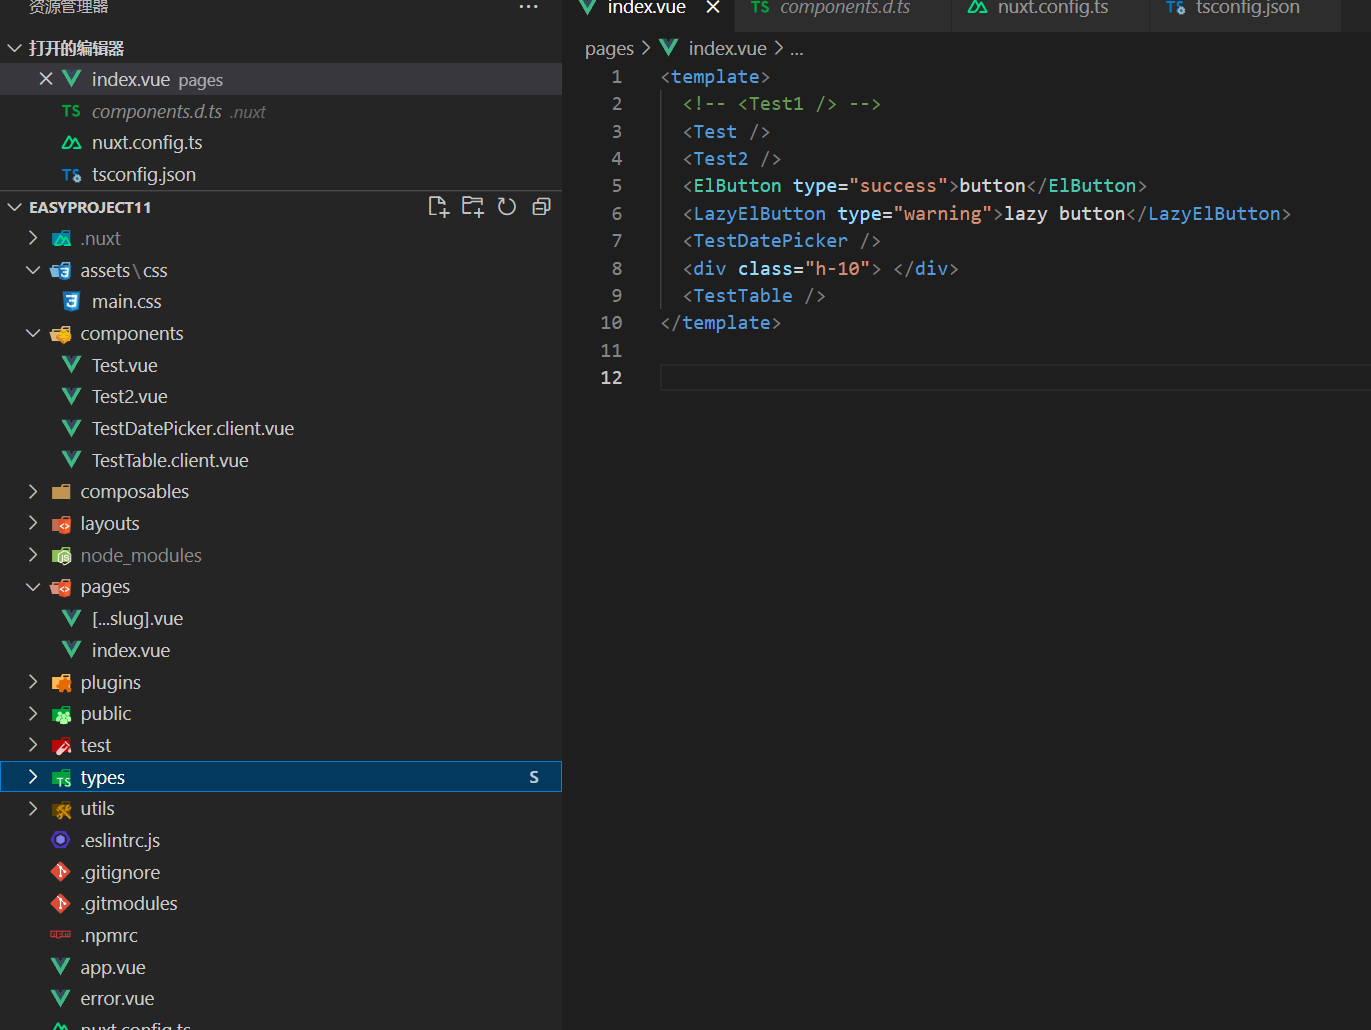 资源管理器
打开的编辑器
index.vue pages
components.d.ts .nuxt
nuxt.config.ts
tsconfig.json
EASYPROJECT11
.nuxt
assets\css
main.css
components
Test.vue
Test2.vue
TestDatePicker.client.vue
TestTable.client.vue
composables
layouts
node_modules
pages
[...slug].vue
index.vue
plugins
public
test
types S
utils
.eslintrc.js
.gitignore
.gitmodules
.npmrc
app.vue
error.vue
nuxt.config.ts
index.vue components.d.ts nuxt.config.ts tsconfig.json
pages > index.vue > ...
1 <template>
2 <!-- <Test1 /> -->
3 <Test />
4 <Test2 />
5 <ElButton type="success">button</ElButton>
6 <LazyElButton type="warning">lazy button</LazyElButton>
7 <TestDatePicker />
8 <div class="h-10"> </div>
9 <TestTable />
10 </template>
11
12